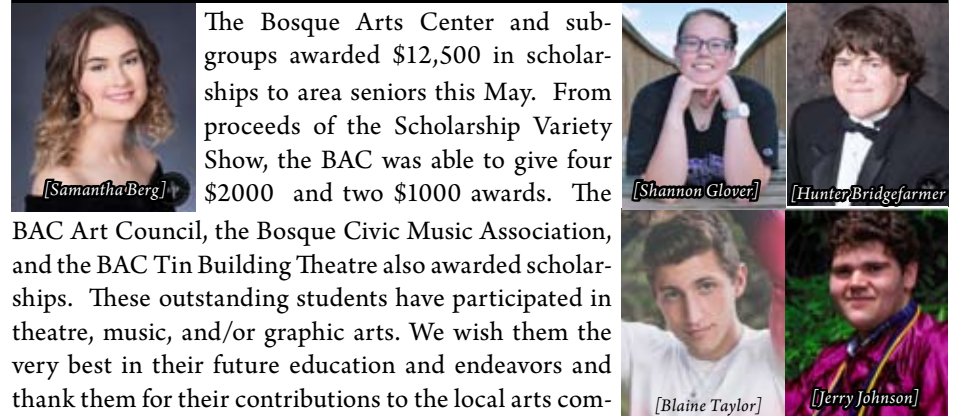 The Bosque Arts Center and sub-
groups awarded $12,500 in scholar-
ships to area seniors this May. From
proceeds of the Scholarship Variety
Show, the BAC was able to give four
$2000 and two $1000 awards. The
BAC Art Council, the Bosque Civic Music Association,
and the BAC Tin Building Theatre also awarded scholar-
ships. These outstanding students have participated in
theatre, music, and/or graphic arts. We wish them the
very best in their future education and endeavors and
thank them for their contributions to the local arts com-
[Samantha Berg]
[Shannon Glover]
[Hunter Bridgefarmer
[Blaine Taylor]
[Jerry Johnson]